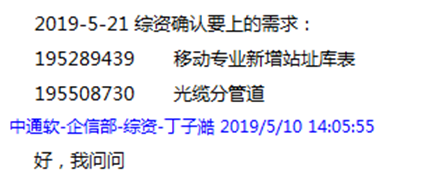 2019-5-21 综资确认要上的需求：
195289439 移动专业新增站址库表
195508730 光缆分管道
中通软-企信部-综资-丁子澔 2019/5/10 14:05:55
好，我问问